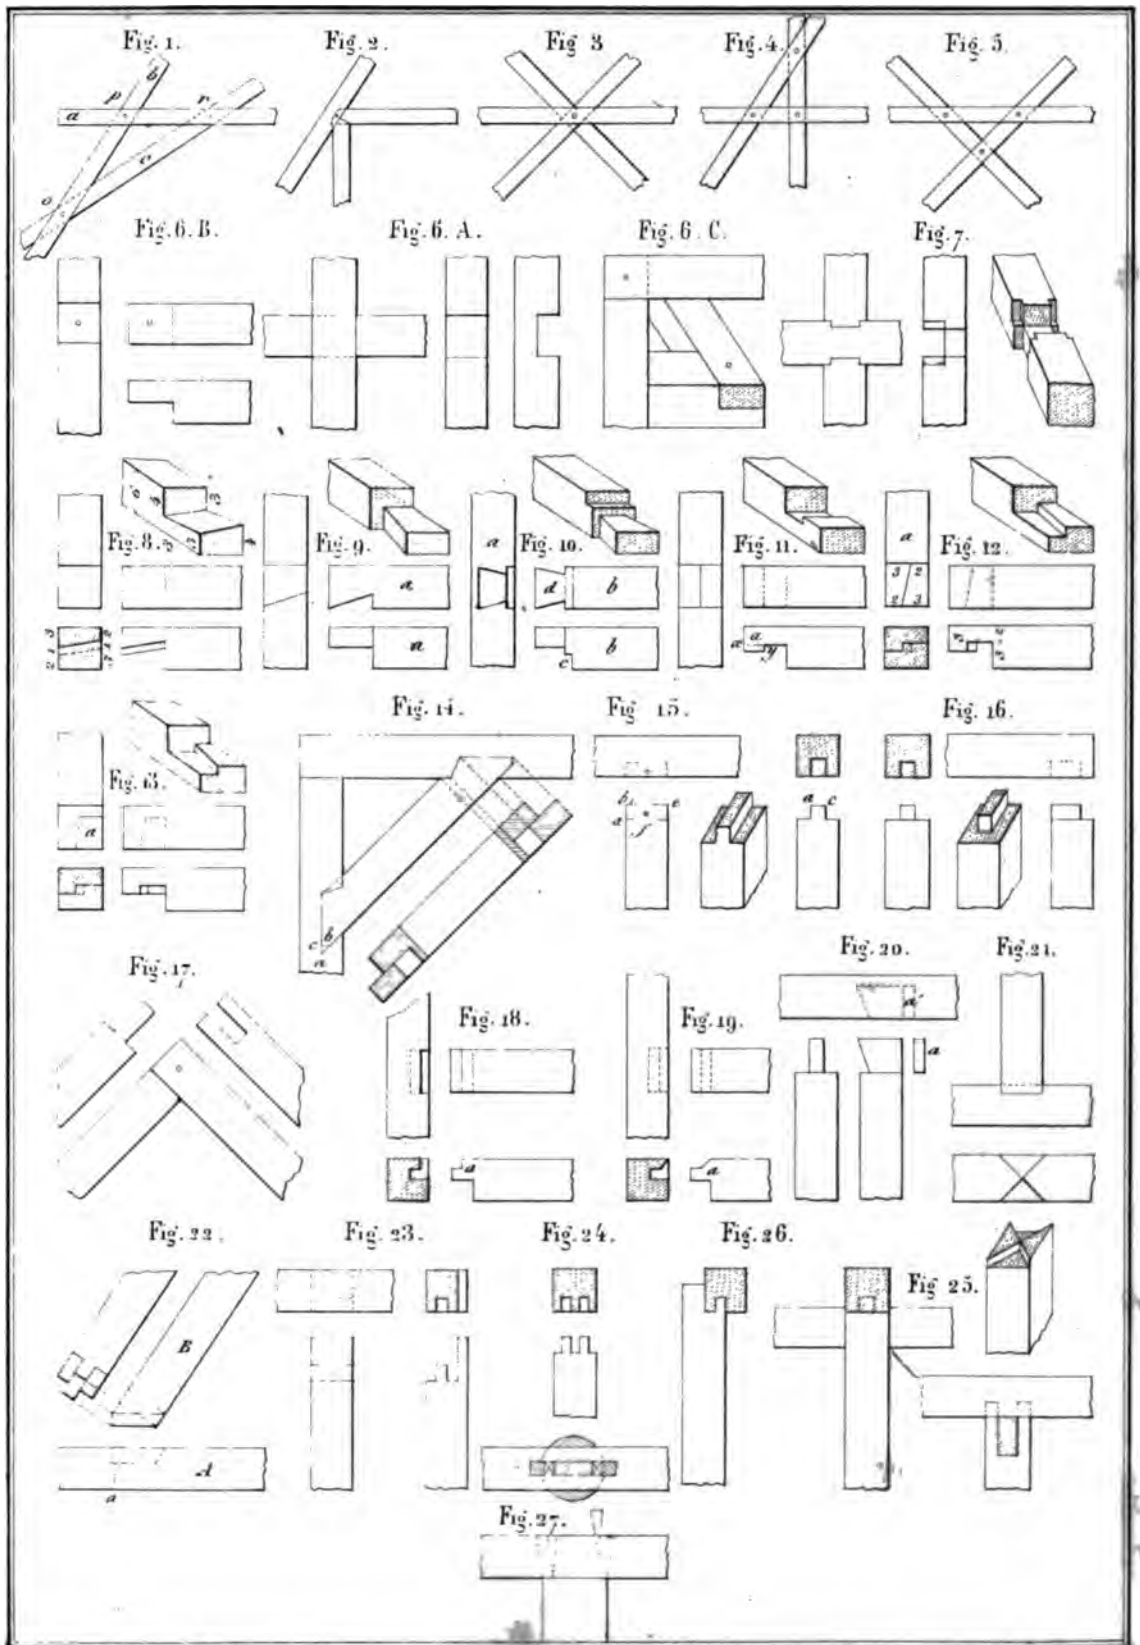 Fig. 1.
Fig. 2.
Fig 3
Fig. 4.
Fig. 5.
a
p
b
r
c
o
Fig. 6. B.
Fig. 6. A.
Fig. 6. C.
Fig. 7.
Fig. 8.
Fig. 9.
Fig. 10.
Fig. 11.
Fig. 12.
a
a
a
d
b
b
c
a
a
y
a
3 2
2 3
Fig. 13.
Fig. 14.
Fig 15.
Fig. 16.
a
c b
a
b
a
e
f
a c
Fig. 17.
Fig. 18.
Fig. 19.
Fig. 20.
Fig. 21.
a
a
a'
a
Fig. 22.
Fig. 23.
Fig. 24.
Fig. 26.
Fig 25.
B
A
a
Fig. 27.